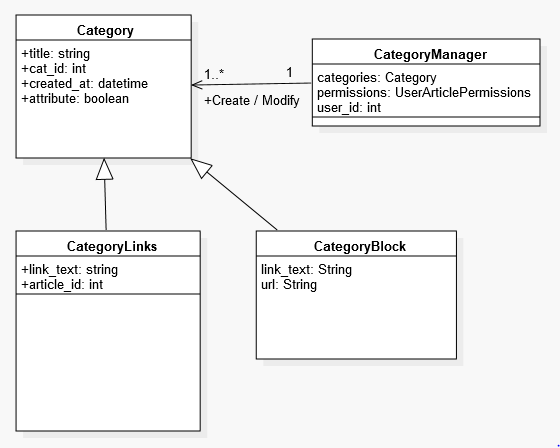 Category
+title: string
+cat_id: int
+created_at: datetime
+attribute: boolean
1..*
1
+Create / Modify
CategoryManager
categories: Category
permissions: UserArticlePermissions
user_id: int
CategoryLinks
+link_text: string
+article_id: int
CategoryBlock
link_text: String
url: String